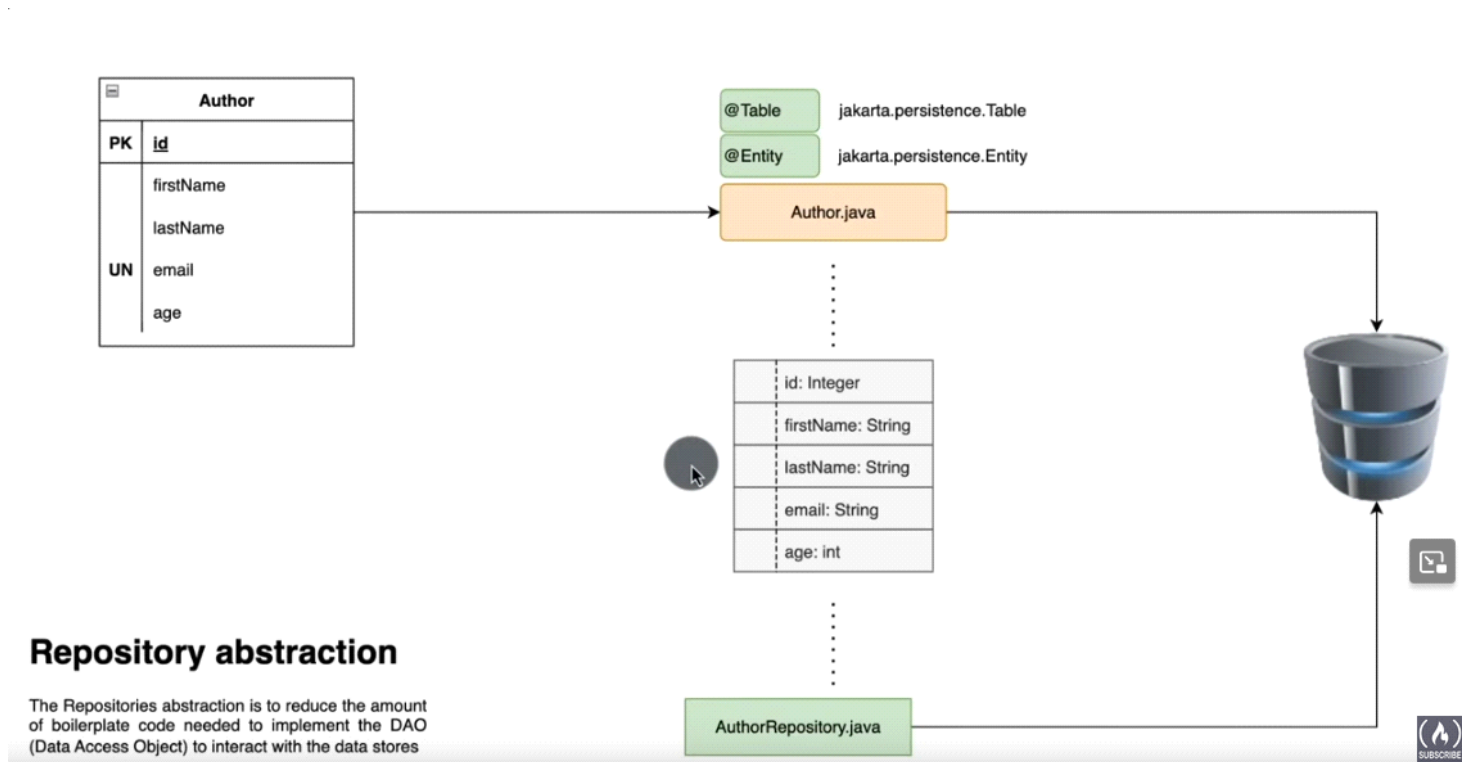 Author
PK id
firstName
lastName
UN email
age
@Table jakarta.persistence.Table
@Entity jakarta.persistence.Entity
Author.java
id: Integer
firstName: String
lastName: String
email: String
age: int
AuthorRepository.java
Repository abstraction
The Repositories abstraction is to reduce the amount
of boilerplate code needed to implement the DAO
(Data Access Object) to interact with the data stores
SUBSCRIBE